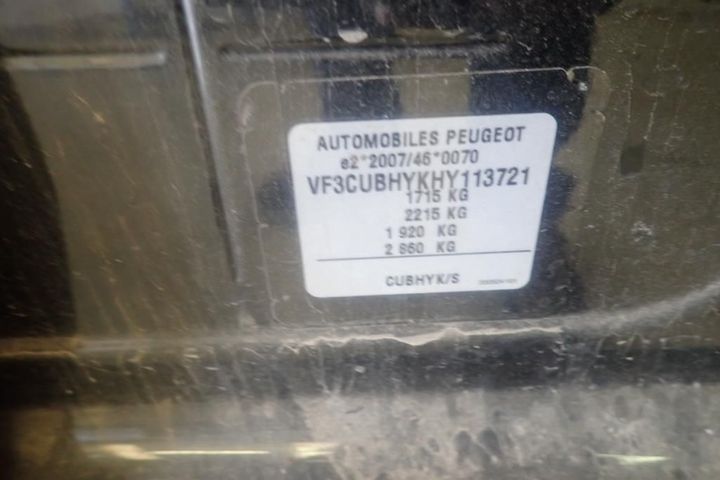 AUTOMOBILES PEUGEOT
e2*2007/46*0070
VF3CUBHYKHY113721
1715 KG
2215 KG
1 920 KG
2 860 KG
CUBHYK/S